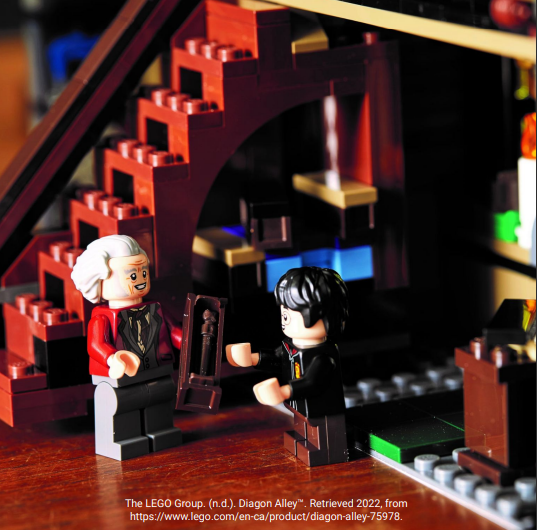 The LEGO Group. (n.d.). Diagon Alley™. Retrieved 2022, from
https://www.lego.com/en-ca/product/diagon-alley-75978.